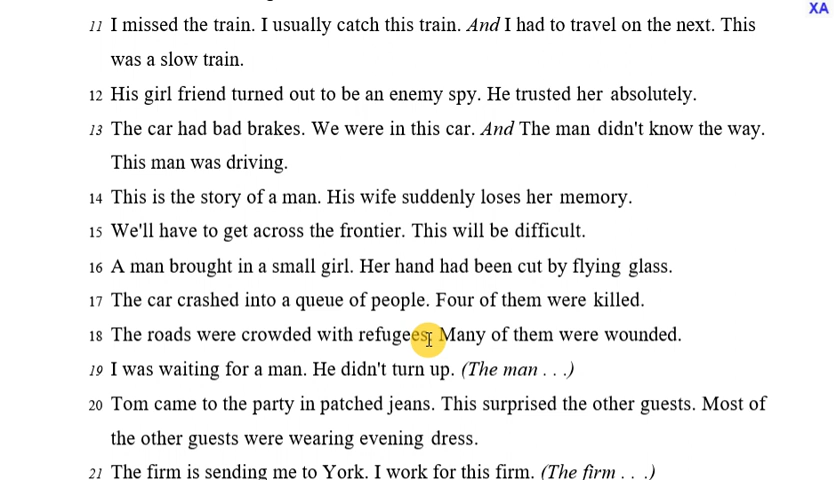 XA
11 I missed the train. I usually catch this train. And I had to travel on the next. This
was a slow train.
12 His girl friend turned out to be an enemy spy. He trusted her absolutely.
13 The car had bad brakes. We were in this car. And The man didn't know the way.
This man was driving.
14 This is the story of a man. His wife suddenly loses her memory.
15 We'll have to get across the frontier. This will be difficult.
16 A man brought in a small girl. Her hand had been cut by flying glass.
17 The car crashed into a queue of people. Four of them were killed.
18 The roads were crowded with refugees. Many of them were wounded.
19 I was waiting for a man. He didn't turn up. (The man . . .)
20 Tom came to the party in patched jeans. This surprised the other guests. Most of
the other guests were wearing evening dress.
21 The firm is sending me to York. I work for this firm. (The firm . . .)